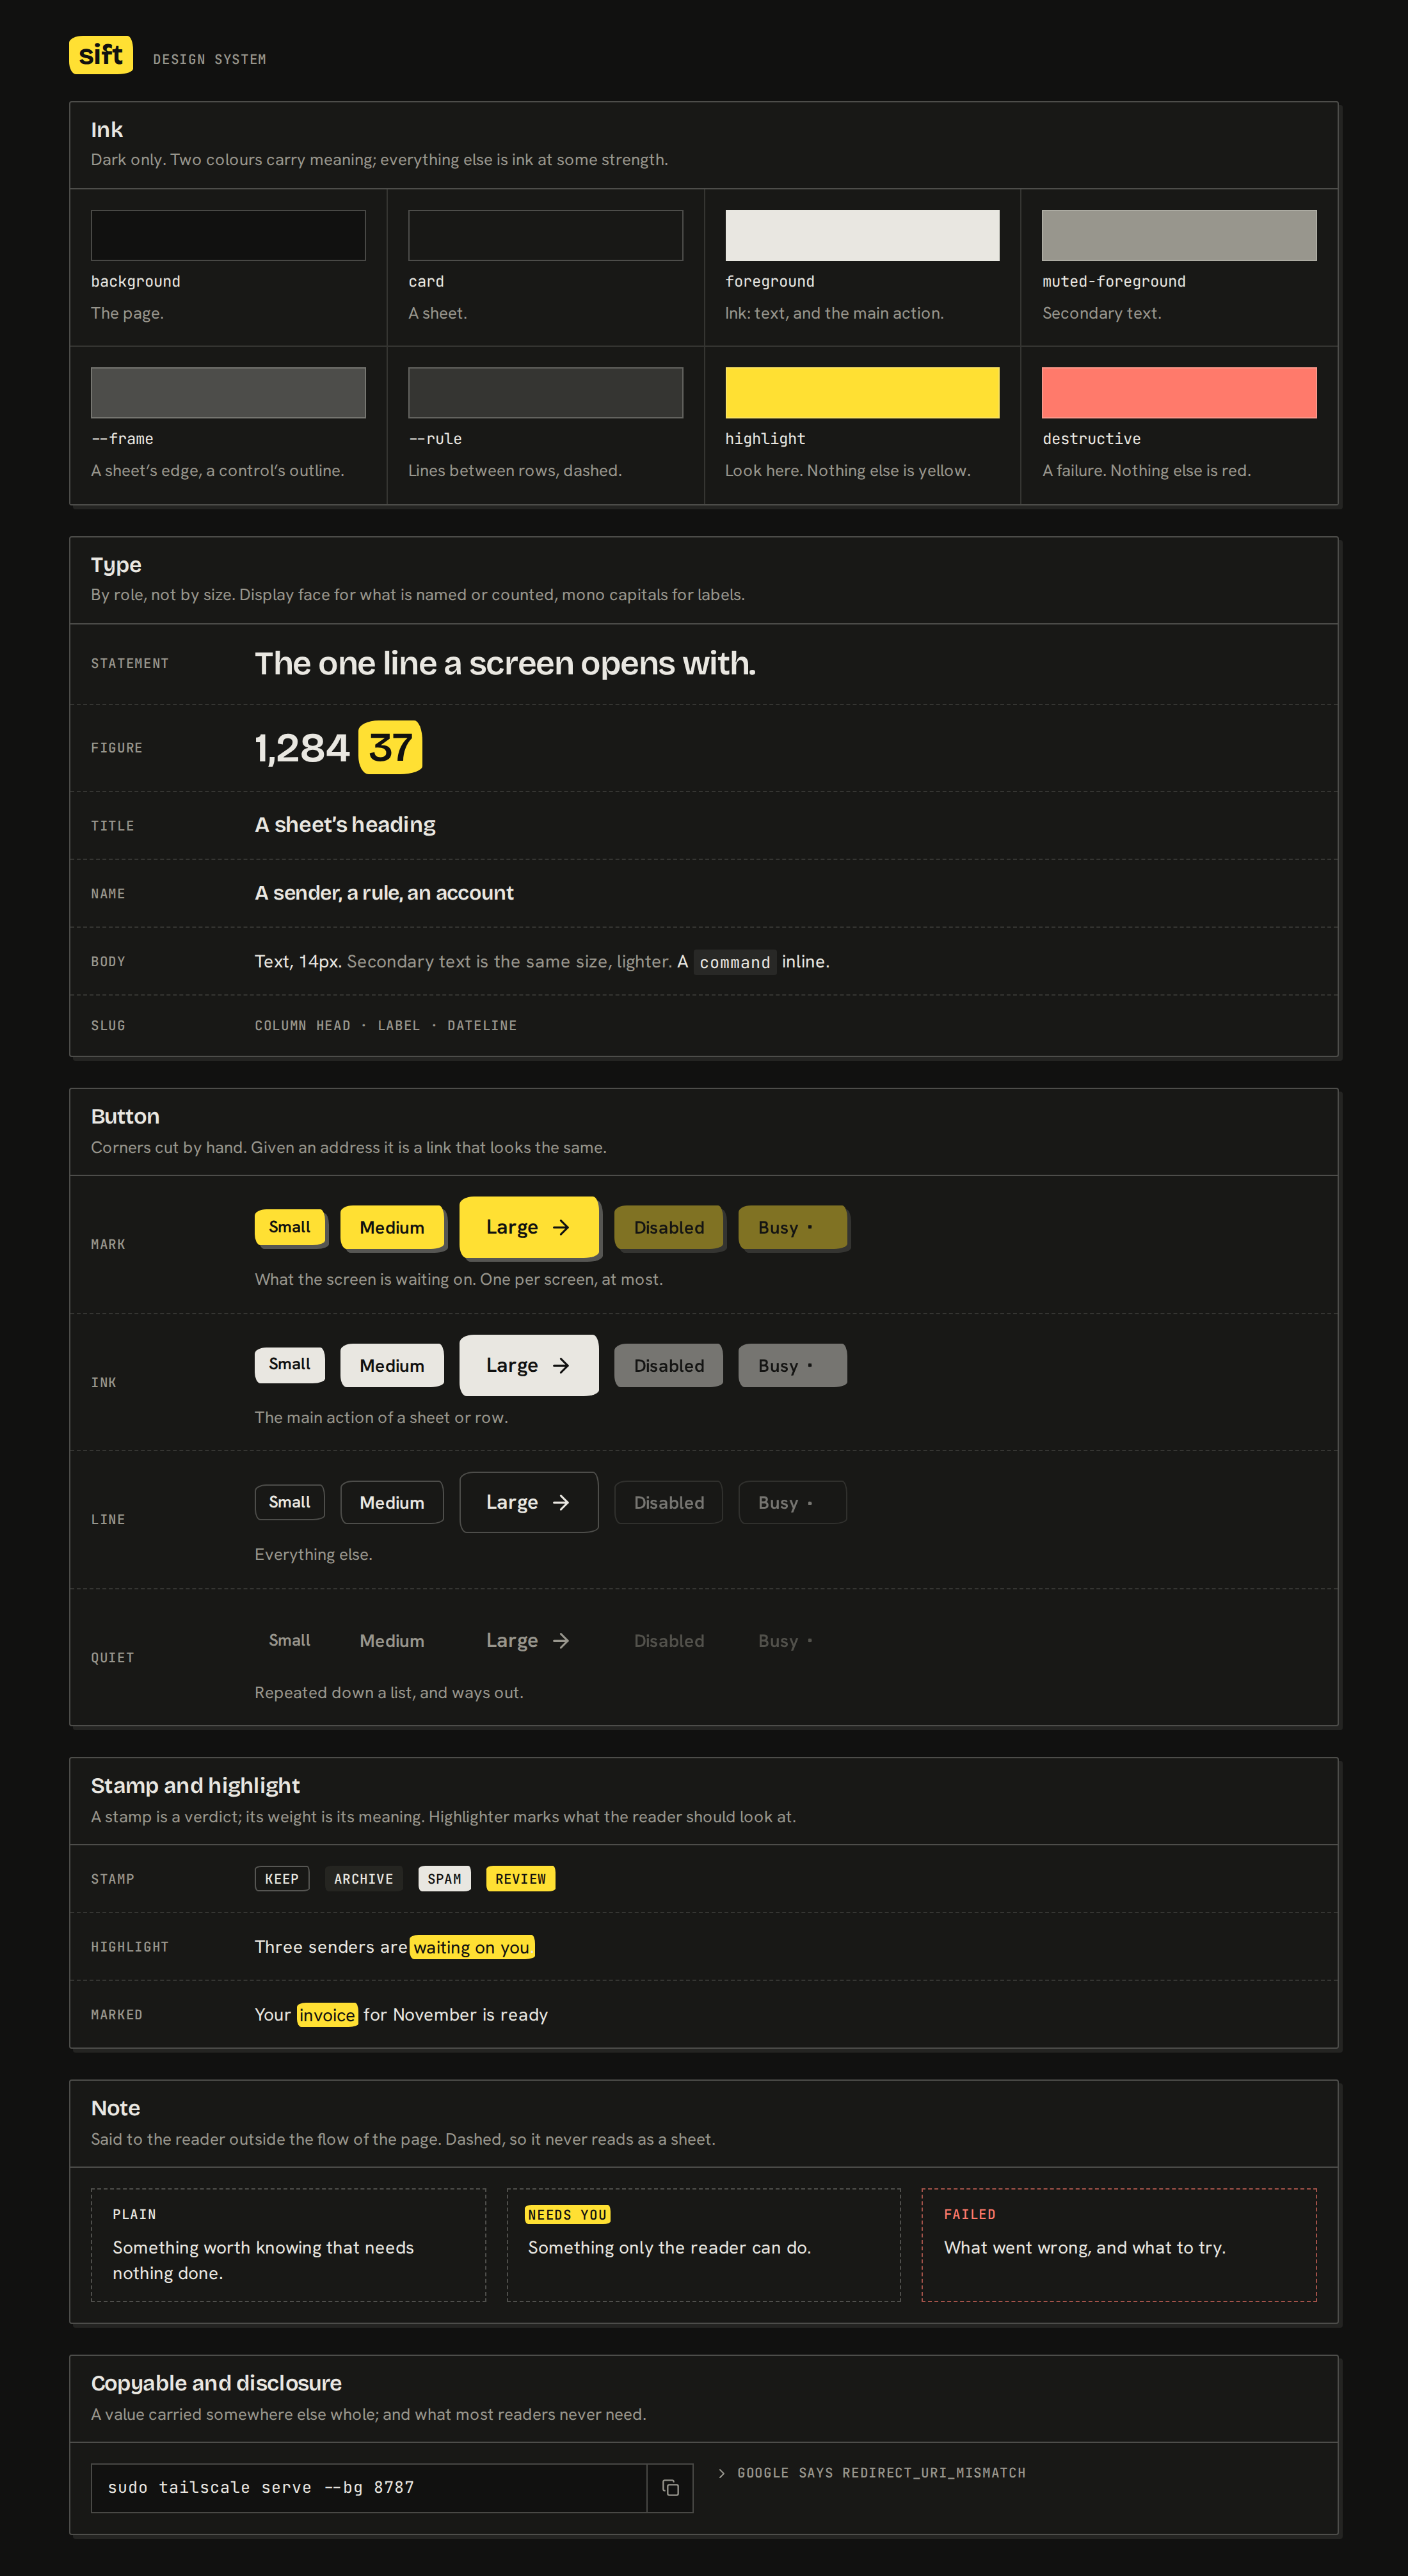 sift DESIGN SYSTEM
Ink
Dark only. Two colours carry meaning; everything else is ink at some strength.
background card foreground muted-foreground
The page. A sheet. Ink: text, and the main action. Secondary text.
--frame --rule highlight destructive
A sheet’s edge, a control’s outline. Lines between rows, dashed. Look here. Nothing else is yellow. A failure. Nothing else is red.
Type
By role, not by size. Display face for what is named or counted, mono capitals for labels.
STATEMENT The one line a screen opens with.
FIGURE 1,284 37
TITLE A sheet’s heading
NAME A sender, a rule, an account
BODY Text, 14px. Secondary text is the same size, lighter. A command inline.
SLUG COLUMN HEAD · LABEL · DATELINE
Button
Corners cut by hand. Given an address it is a link that looks the same.
MARK Small Medium Large → Disabled Busy ·
What the screen is waiting on. One per screen, at most.
INK Small Medium Large → Disabled Busy ·
The main action of a sheet or row.
LINE Small Medium Large → Disabled Busy ·
Everything else.
QUIET Small Medium Large → Disabled Busy ·
Repeated down a list, and ways out.
Stamp and highlight
A stamp is a verdict; its weight is its meaning. Highlighter marks what the reader should look at.
STAMP KEEP ARCHIVE SPAM REVIEW
HIGHLIGHT Three senders are waiting on you
MARKED Your invoice for November is ready
Note
Said to the reader outside the flow of the page. Dashed, so it never reads as a sheet.
PLAIN
Something worth knowing that needs
nothing done.
NEEDS YOU
Something only the reader can do.
FAILED
What went wrong, and what to try.
Copyable and disclosure
A value carried somewhere else whole; and what most readers never need.
sudo tailscale serve --bg 8787
GOOGLE SAYS REDIRECT_URI_MISMATCH